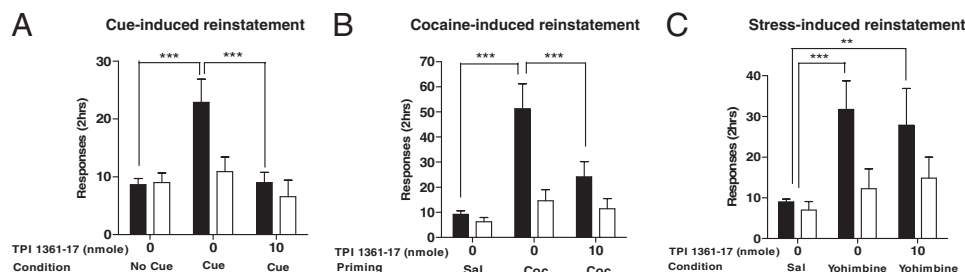 A Cue-induced reinstatement
*** ***
Responses (2hrs)
30
20
10
0
TPI 1361-17 (nmole) 0 0 10
Condition No Cue Cue Cue
B Cocaine-induced reinstatement
*** ***
Responses (2hrs)
70
60
50
40
30
20
10
0
TPI 1361-17 (nmole) 0 0 10
Priming Sal Coc Coc
C Stress-induced reinstatement
**
***
Responses (2hrs)
40
30
20
10
0
TPI 1361-17 (nmole) 0 0 10
Condition Sal Yohimbine Yohimbine